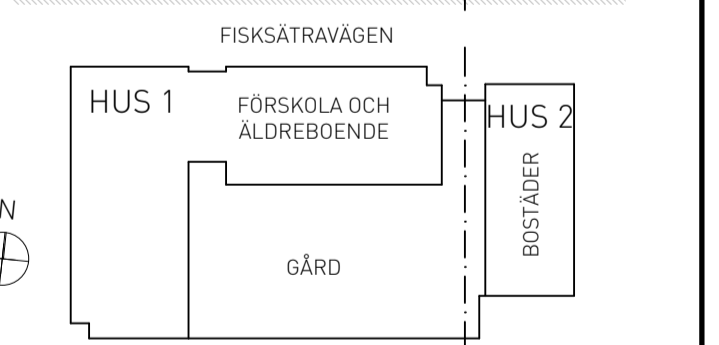 FISKSÄTRAVÄGEN
HUS 1
FÖRSKOLA OCH
ÄLDREBOENDE
HUS 2
BOSTÄDER
N
GÅRD